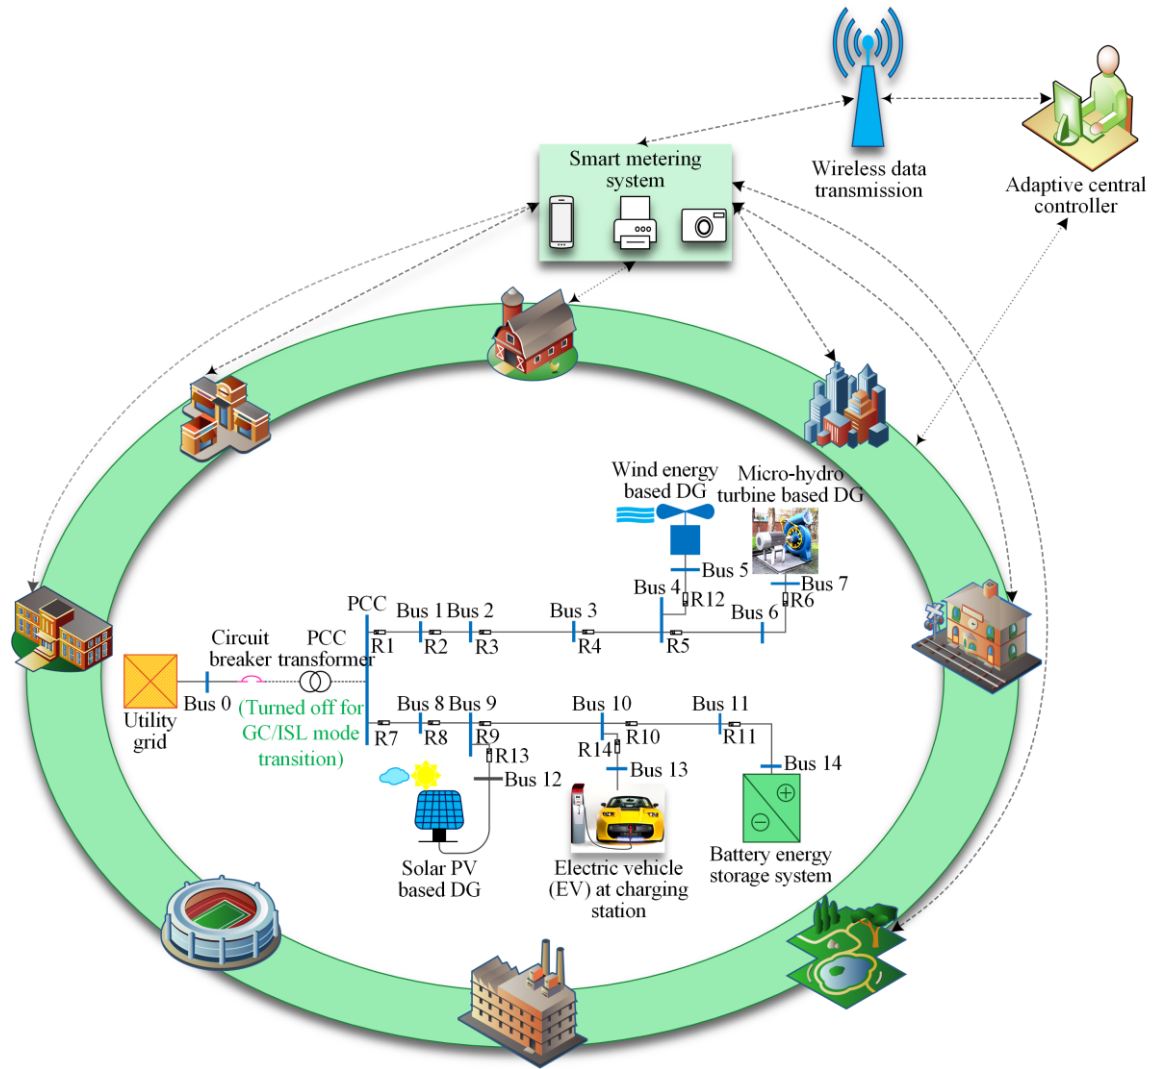 Smart metering
system
Wireless data
transmission
Adaptive central
controller
Wind energy
based DG
Micro-hydro
turbine based DG
Bus 4
Bus 5
R12
Bus 7
R6
PCC
Bus 1
Bus 2
Bus 3
Bus 6
R1
R2
R3
R4
R5
Circuit
breaker
PCC
transformer
Bus 0
Utility
grid
(Turned off for
GC/ISL mode
transition)
Bus 8
Bus 9
Bus 10
Bus 11
R7
R8
R9
R13
R14
R10
R11
Bus 12
Bus 13
Bus 14
Solar PV
based DG
Electric vehicle
(EV) at charging
station
Battery energy
storage system